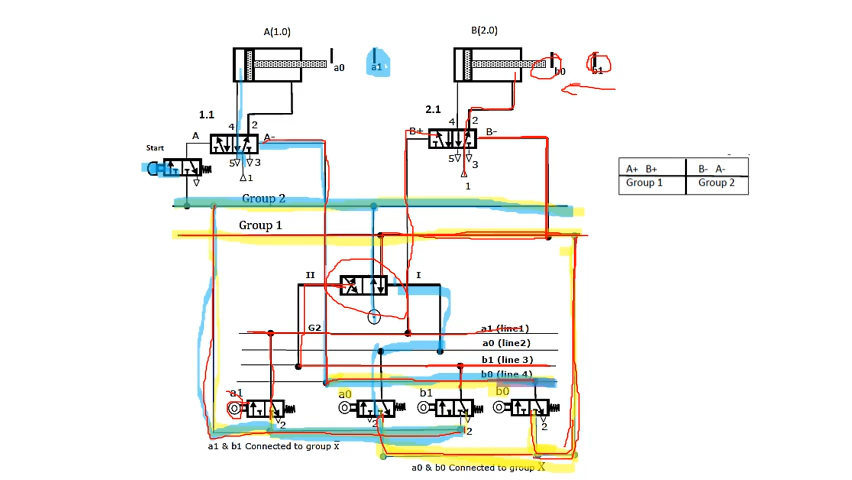 A(1.0)
B(2.0)
a0
a1
b0
b1
1.1
2.1
4
2
4
2
A
A-
B+
B-
Start
5
3
1
5
3
1
A+ B+
B- A-
Group 1
Group 2
Group 2
Group 1
II
I
G2
a1 (line1)
a0 (line2)
b1 (line 3)
b0 (line 4)
a1
a0
b1
b0
2
2
2
2
a1 & b1 Connected to group x̅
a0 & b0 Connected to group X